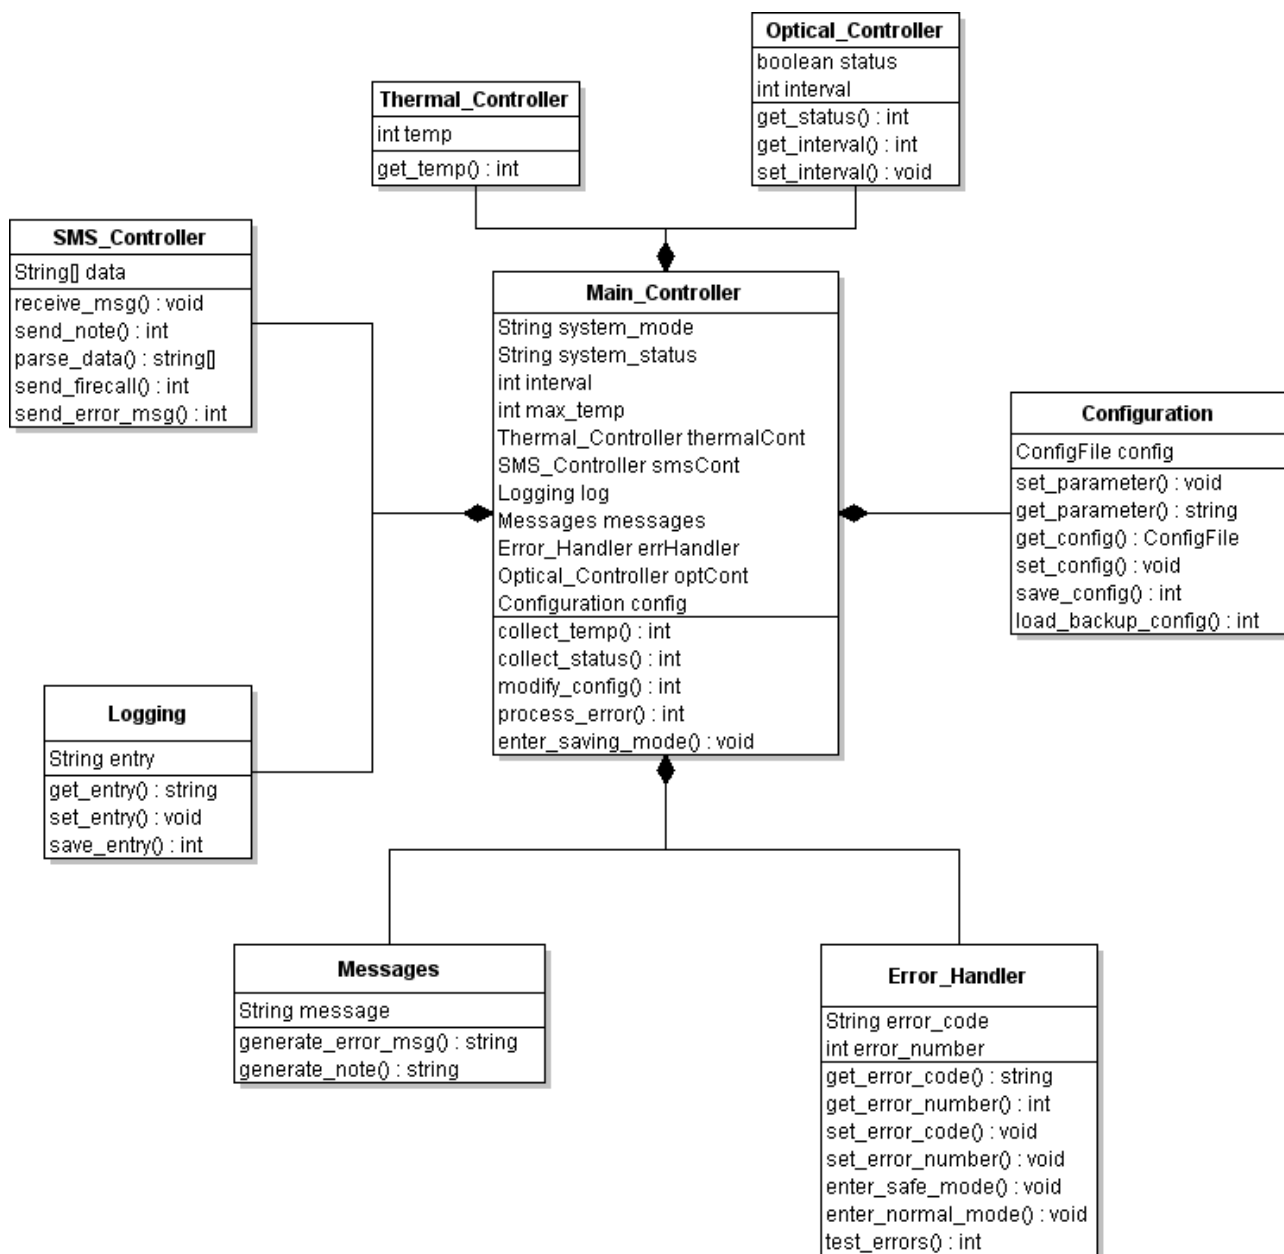 Optical_Controller
boolean status
int interval
get_status() : int
get_interval() : int
set_interval() : void
Thermal_Controller
int temp
get_temp() : int
SMS_Controller
String[] data
receive_msg() : void
send_note() : int
parse_data() : string[]
send_firecall() : int
send_error_msg() : int
Main_Controller
String system_mode
String system_status
int interval
int max_temp
Thermal_Controller thermalCont
SMS_Controller smsCont
Logging log
Messages messages
Error_Handler errHandler
Optical_Controller optCont
Configuration config
collect_temp() : int
collect_status() : int
modify_config() : int
process_error() : int
enter_saving_mode() : void
Configuration
ConfigFile config
set_parameter() : void
get_parameter() : string
get_config() : ConfigFile
set_config() : void
save_config() : int
load_backup_config() : int
Logging
String entry
get_entry() : string
set_entry() : void
save_entry() : int
Messages
String message
generate_error_msg() : string
generate_note() : string
Error_Handler
String error_code
int error_number
get_error_code() : string
get_error_number() : int
set_error_code() : void
set_error_number() : void
enter_safe_mode() : void
enter_normal_mode() : void
test_errors() : int